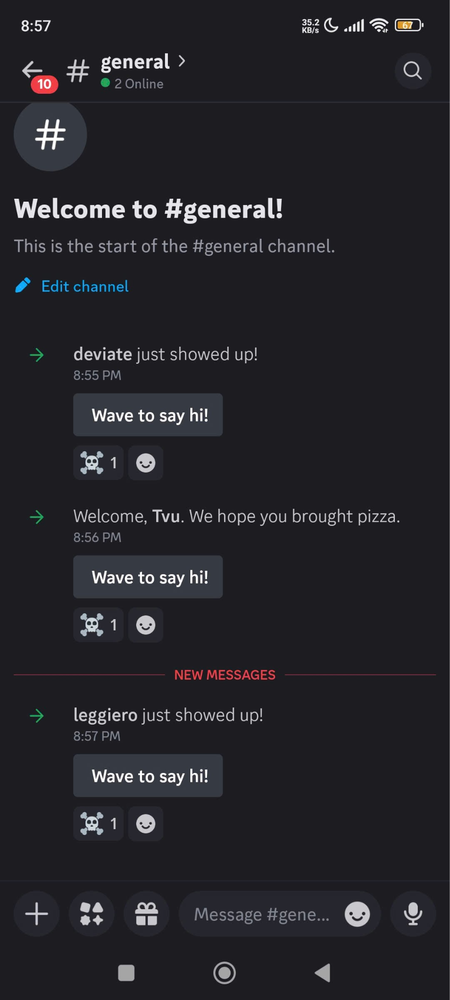 8:57
35.2
KB/s
67
general
10
2 Online
Welcome to #general!
This is the start of the #general channel.
Edit channel
deviate just showed up!
8:55 PM
Wave to say hi!
1
Welcome, Tvu. We hope you brought pizza.
8:56 PM
Wave to say hi!
1
NEW MESSAGES
leggiero just showed up!
8:57 PM
Wave to say hi!
1
Message #gene...